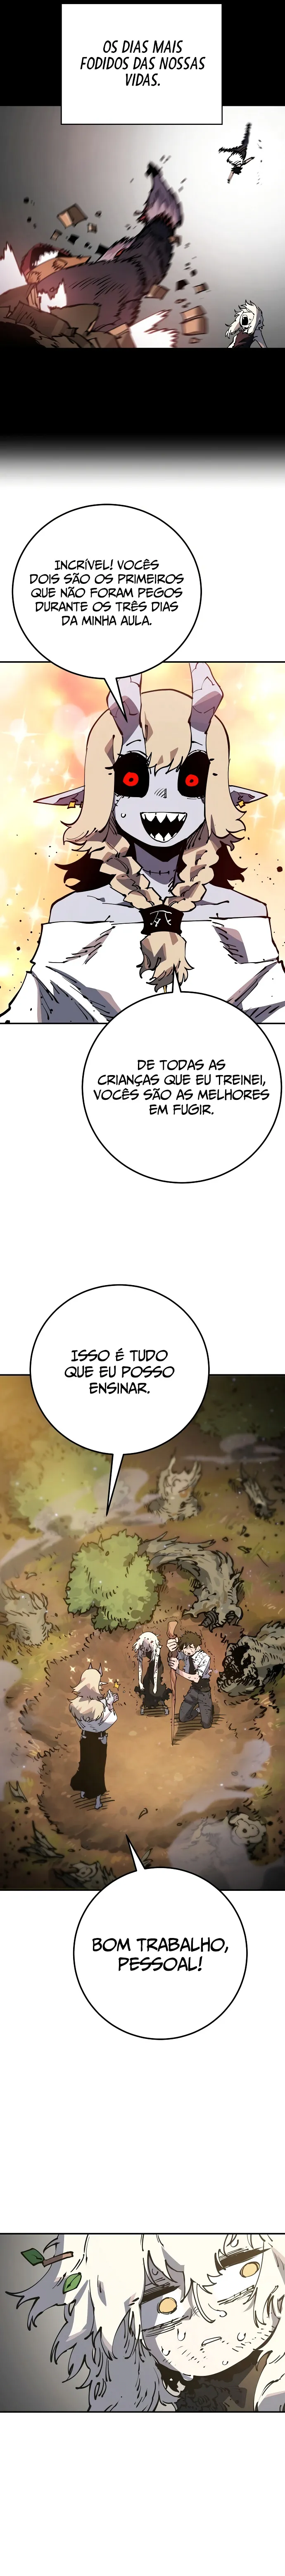 OS DIAS MAIS
FODIDOS DAS NOSSAS
VIDAS.
INCRÍVEL! VOCÊS
DOIS SÃO OS PRIMEIROS
QUE NÃO FORAM PEGOS
DURANTE OS TRÊS DIAS
DA MINHA AULA.
DE TODAS AS
CRIANÇAS QUE EU TREINEI,
VOCÊS SÃO AS MELHORES
EM FUGIR.
ISSO É TUDO
QUE EU POSSO
ENSINAR.
BOM TRABALHO,
PESSOAL!